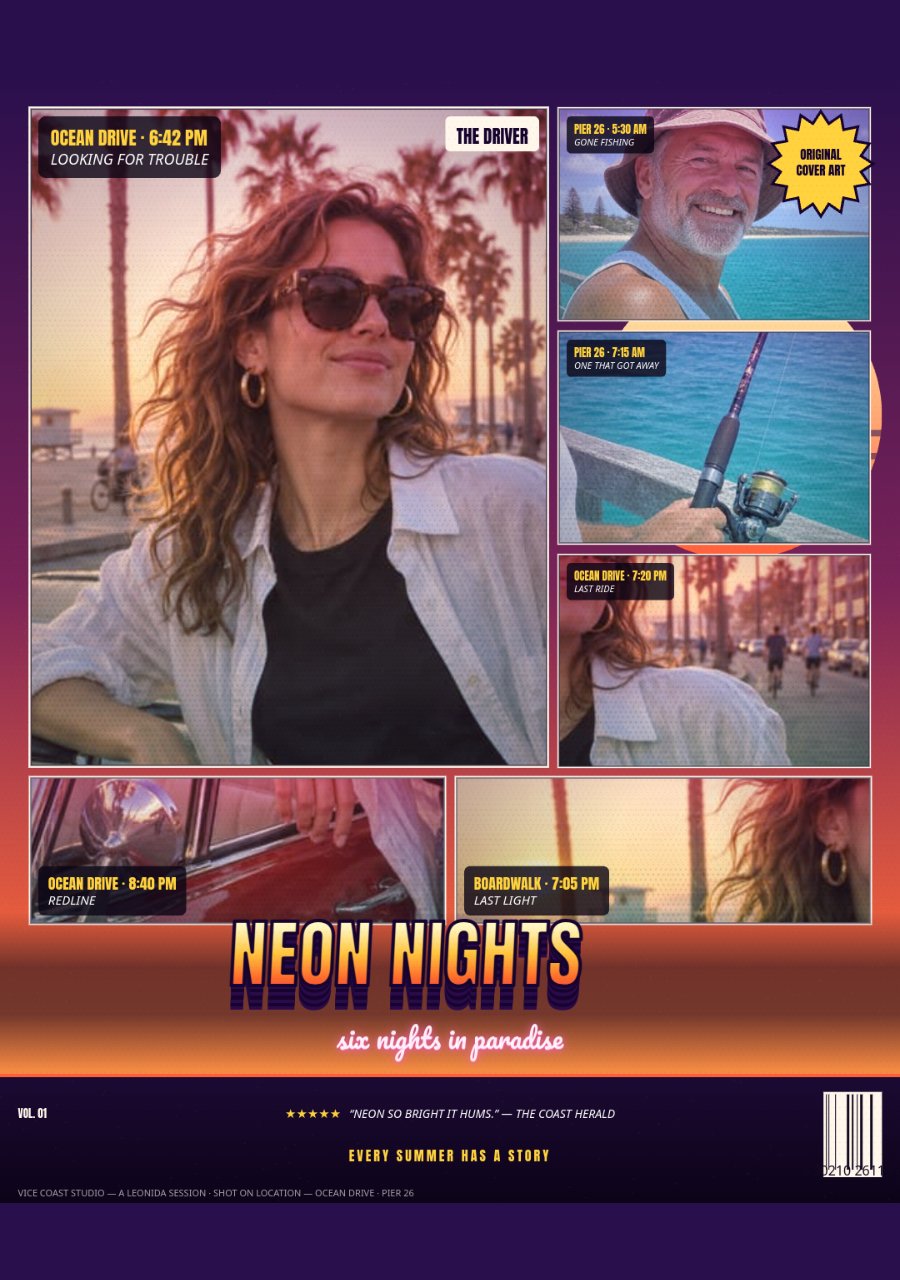 OCEAN DRIVE · 6:42 PM
LOOKING FOR TROUBLE
THE DRIVER
PIER 26 · 5:30 AM
GONE FISHING
ORIGINAL
COVER ART
PIER 26 · 7:15 AM
ONE THAT GOT AWAY
OCEAN DRIVE · 7:20 PM
LAST RIDE
OCEAN DRIVE · 8:40 PM
REDLINE
BOARDWALK · 7:05 PM
LAST LIGHT
NEON NIGHTS
six nights in paradise
VOL. 01
★★★★★ “NEON SO BRIGHT IT HUMS.” — THE COAST HERALD
EVERY SUMMER HAS A STORY
0210 2611
VICE COAST STUDIO — A LEONIDA SESSION · SHOT ON LOCATION — OCEAN DRIVE · PIER 26